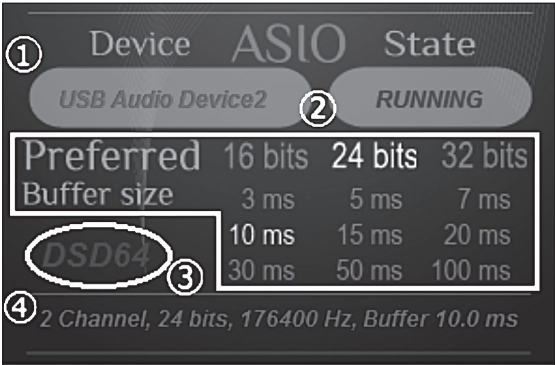 Device ASIO State
①
USB Audio Device2 ② RUNNING
Preferred 16 bits 24 bits 32 bits
Buffer size 3 ms 5 ms 7 ms
10 ms 15 ms 20 ms
DSD64 ③ 30 ms 50 ms 100 ms
④ 2 Channel, 24 bits, 176400 Hz, Buffer 10.0 ms